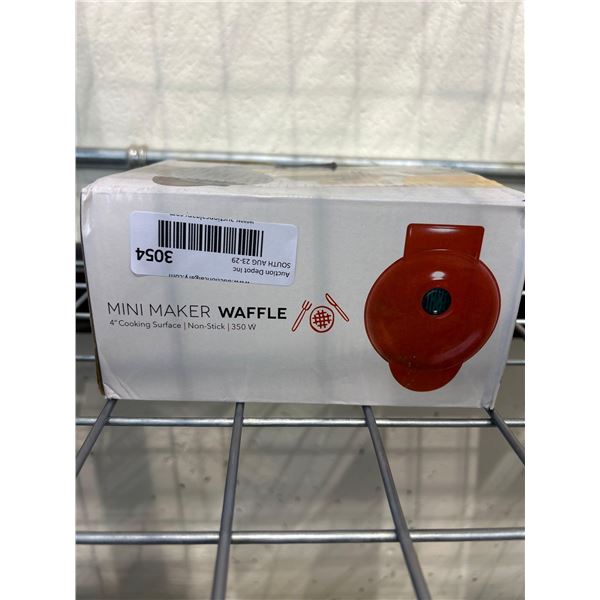 Auction Depot Inc
SOUTH AUG 23-29
3054
MINI MAKER WAFFLE
4" Cooking Surface | Non-Stick | 350 W